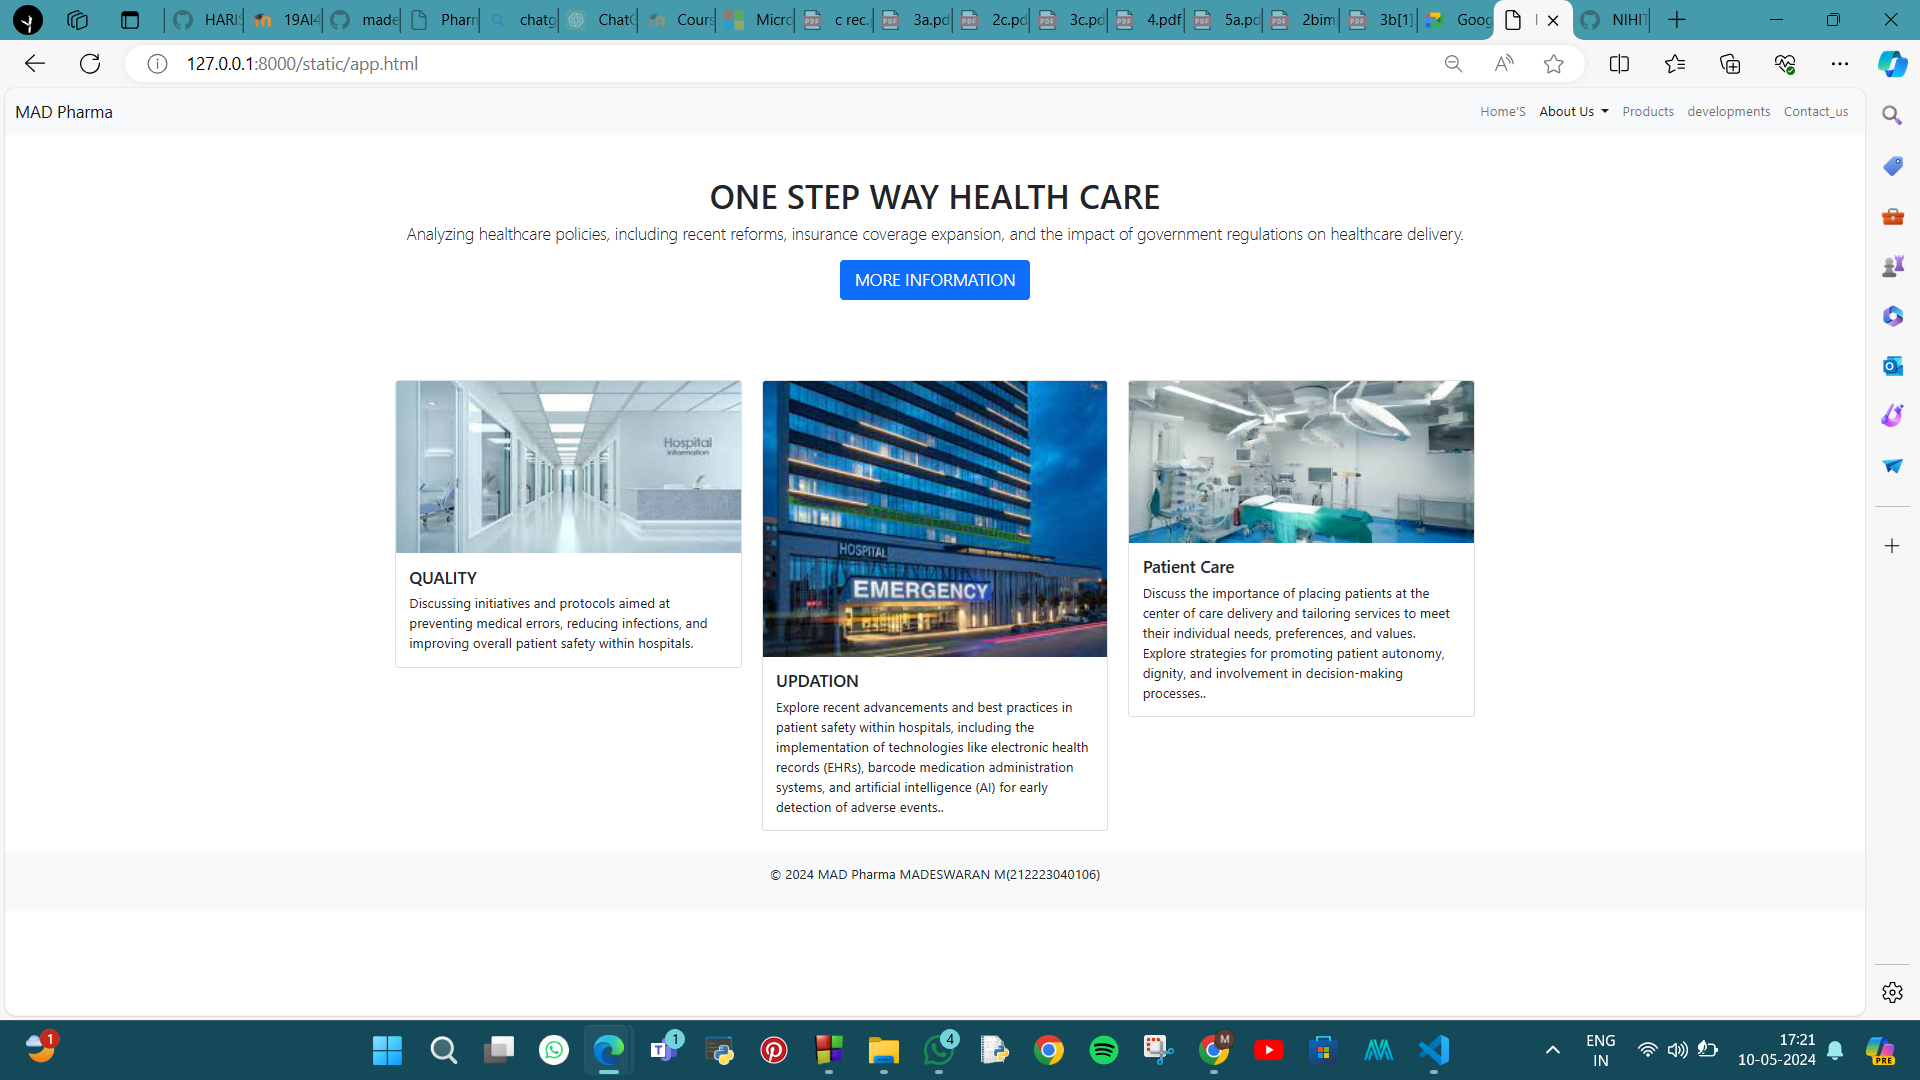 HARIS
19AI4
made
Pharm
chatg
ChatG
Cours
Micro
c rec.
3a.pd
2c.pd
3c.pd
4.pdf
5a.pd
2bim
3b[1].
Goog
NIHIT
127.0.0.1:8000/static/app.html
MAD Pharma
Home'S About Us Products developments Contact_us
ONE STEP WAY HEALTH CARE
Analyzing healthcare policies, including recent reforms, insurance coverage expansion, and the impact of government regulations on healthcare delivery.
MORE INFORMATION
Hospital
information
QUALITY
Discussing initiatives and protocols aimed at
preventing medical errors, reducing infections, and
improving overall patient safety within hospitals.
HOSPITAL
EMERGENCY
UPDATION
Explore recent advancements and best practices in
patient safety within hospitals, including the
implementation of technologies like electronic health
records (EHRs), barcode medication administration
systems, and artificial intelligence (AI) for early
detection of adverse events..
Patient Care
Discuss the importance of placing patients at the
center of care delivery and tailoring services to meet
their individual needs, preferences, and values.
Explore strategies for promoting patient autonomy,
dignity, and involvement in decision-making
processes..
© 2024 MAD Pharma MADESWARAN M(212223040106)
1
1
4
M
ENG
IN
17:21
10-05-2024
PRE